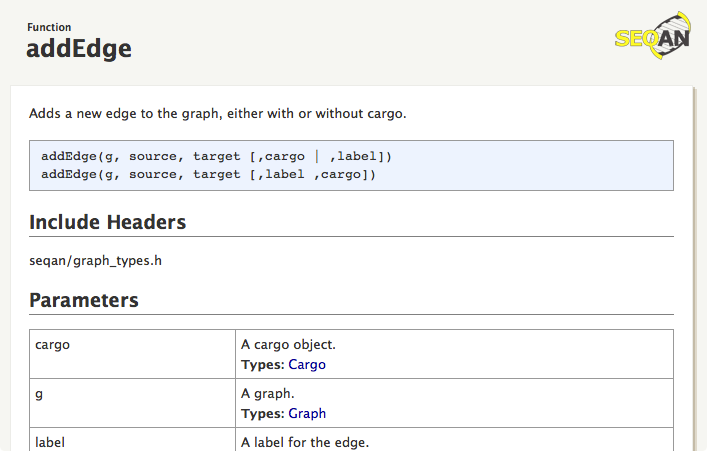 Function
addEdge
SEQAN
Adds a new edge to the graph, either with or without cargo.
addEdge(g, source, target [,cargo | ,label])
addEdge(g, source, target [,label ,cargo])
Include Headers
seqan/graph_types.h
Parameters
cargo
A cargo object.
Types: Cargo
g
A graph.
Types: Graph
label
A label for the edge.